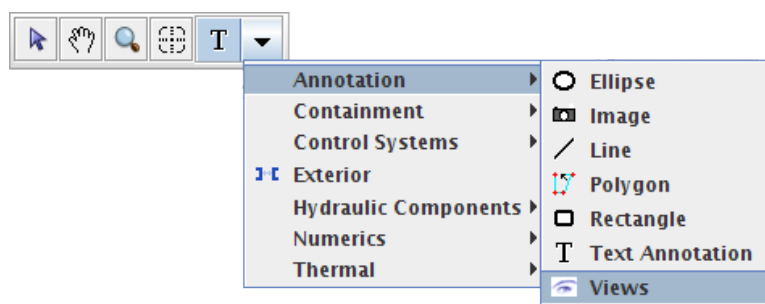 T
Annotation
Containment
Control Systems
Exterior
Hydraulic Components
Numerics
Thermal
Ellipse
Image
Line
Polygon
Rectangle
T Text Annotation
Views